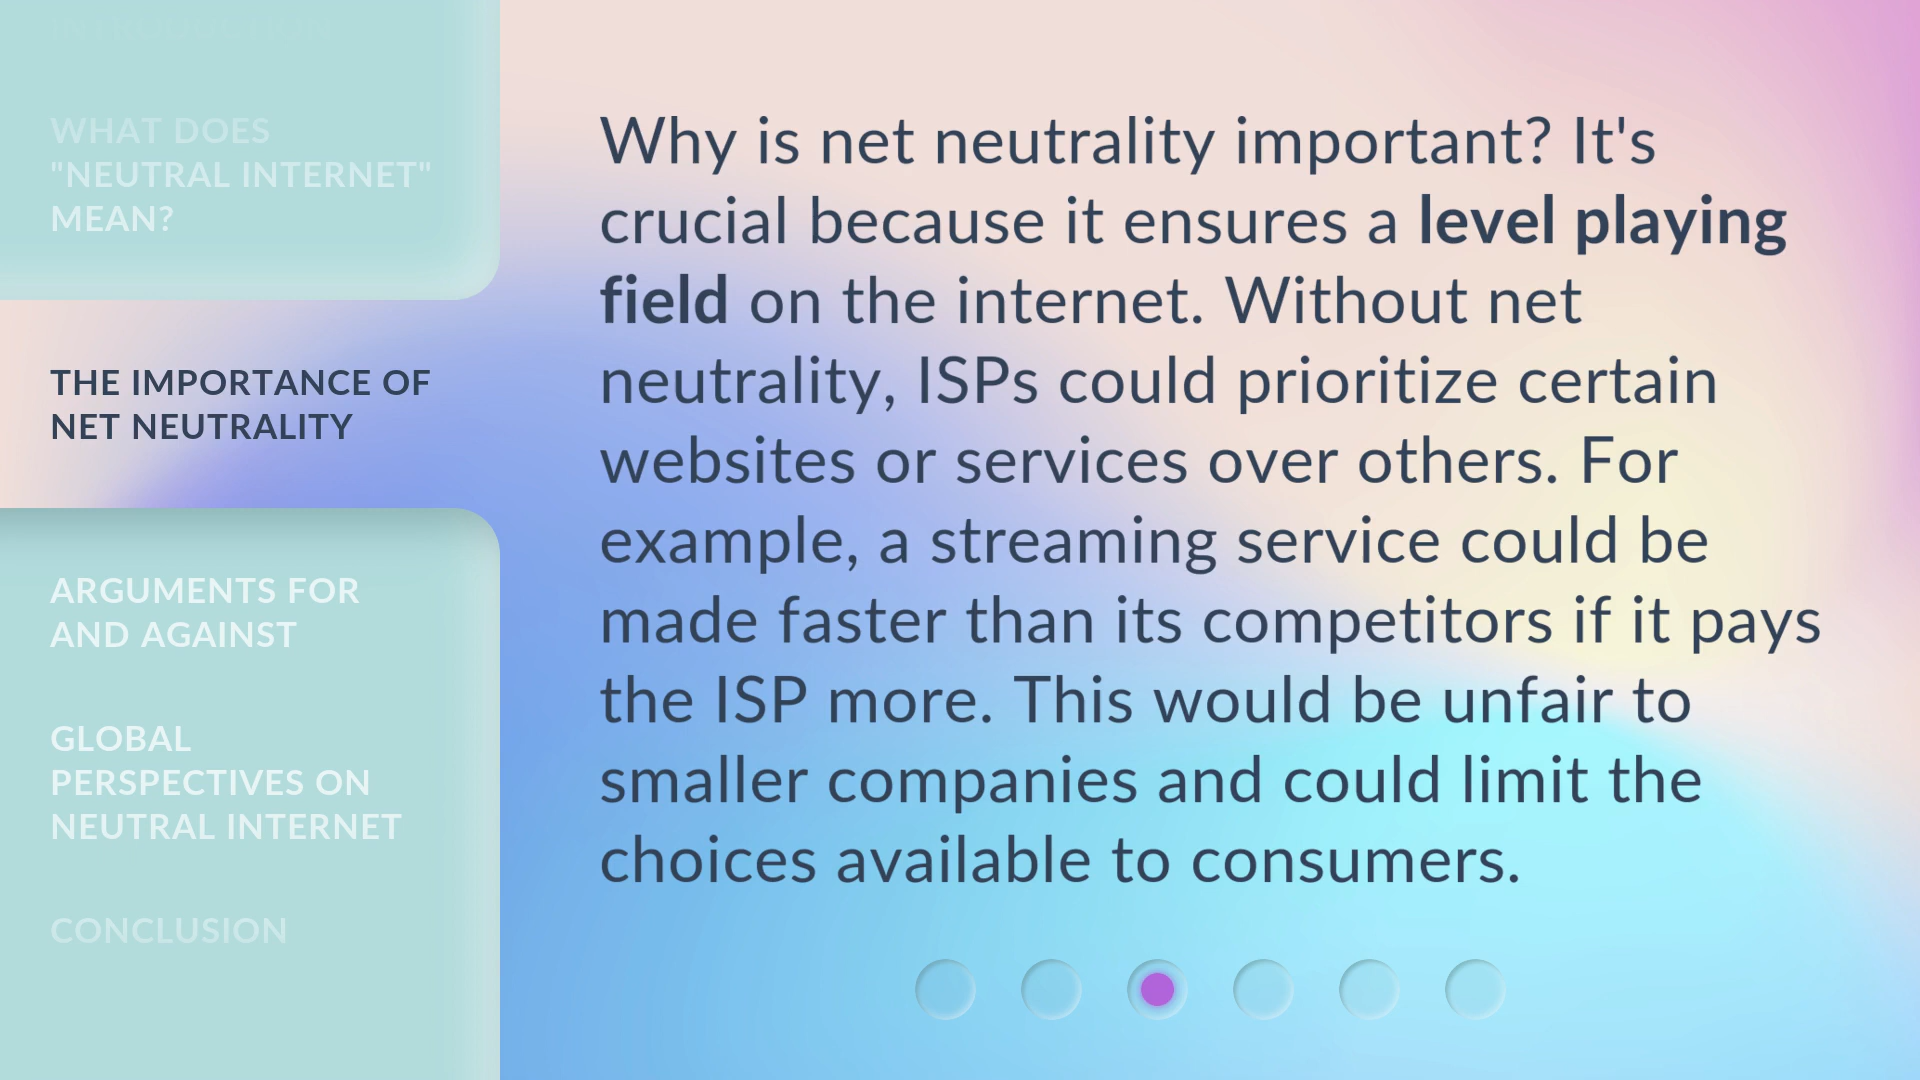 INTRODUCTION
WHAT DOES
"NEUTRAL INTERNET"
MEAN?
THE IMPORTANCE OF
NET NEUTRALITY
ARGUMENTS FOR
AND AGAINST
GLOBAL
PERSPECTIVES ON
NEUTRAL INTERNET
CONCLUSION
Why is net neutrality important? It's
crucial because it ensures a level playing
field on the internet. Without net
neutrality, ISPs could prioritize certain
websites or services over others. For
example, a streaming service could be
made faster than its competitors if it pays
the ISP more. This would be unfair to
smaller companies and could limit the
choices available to consumers.